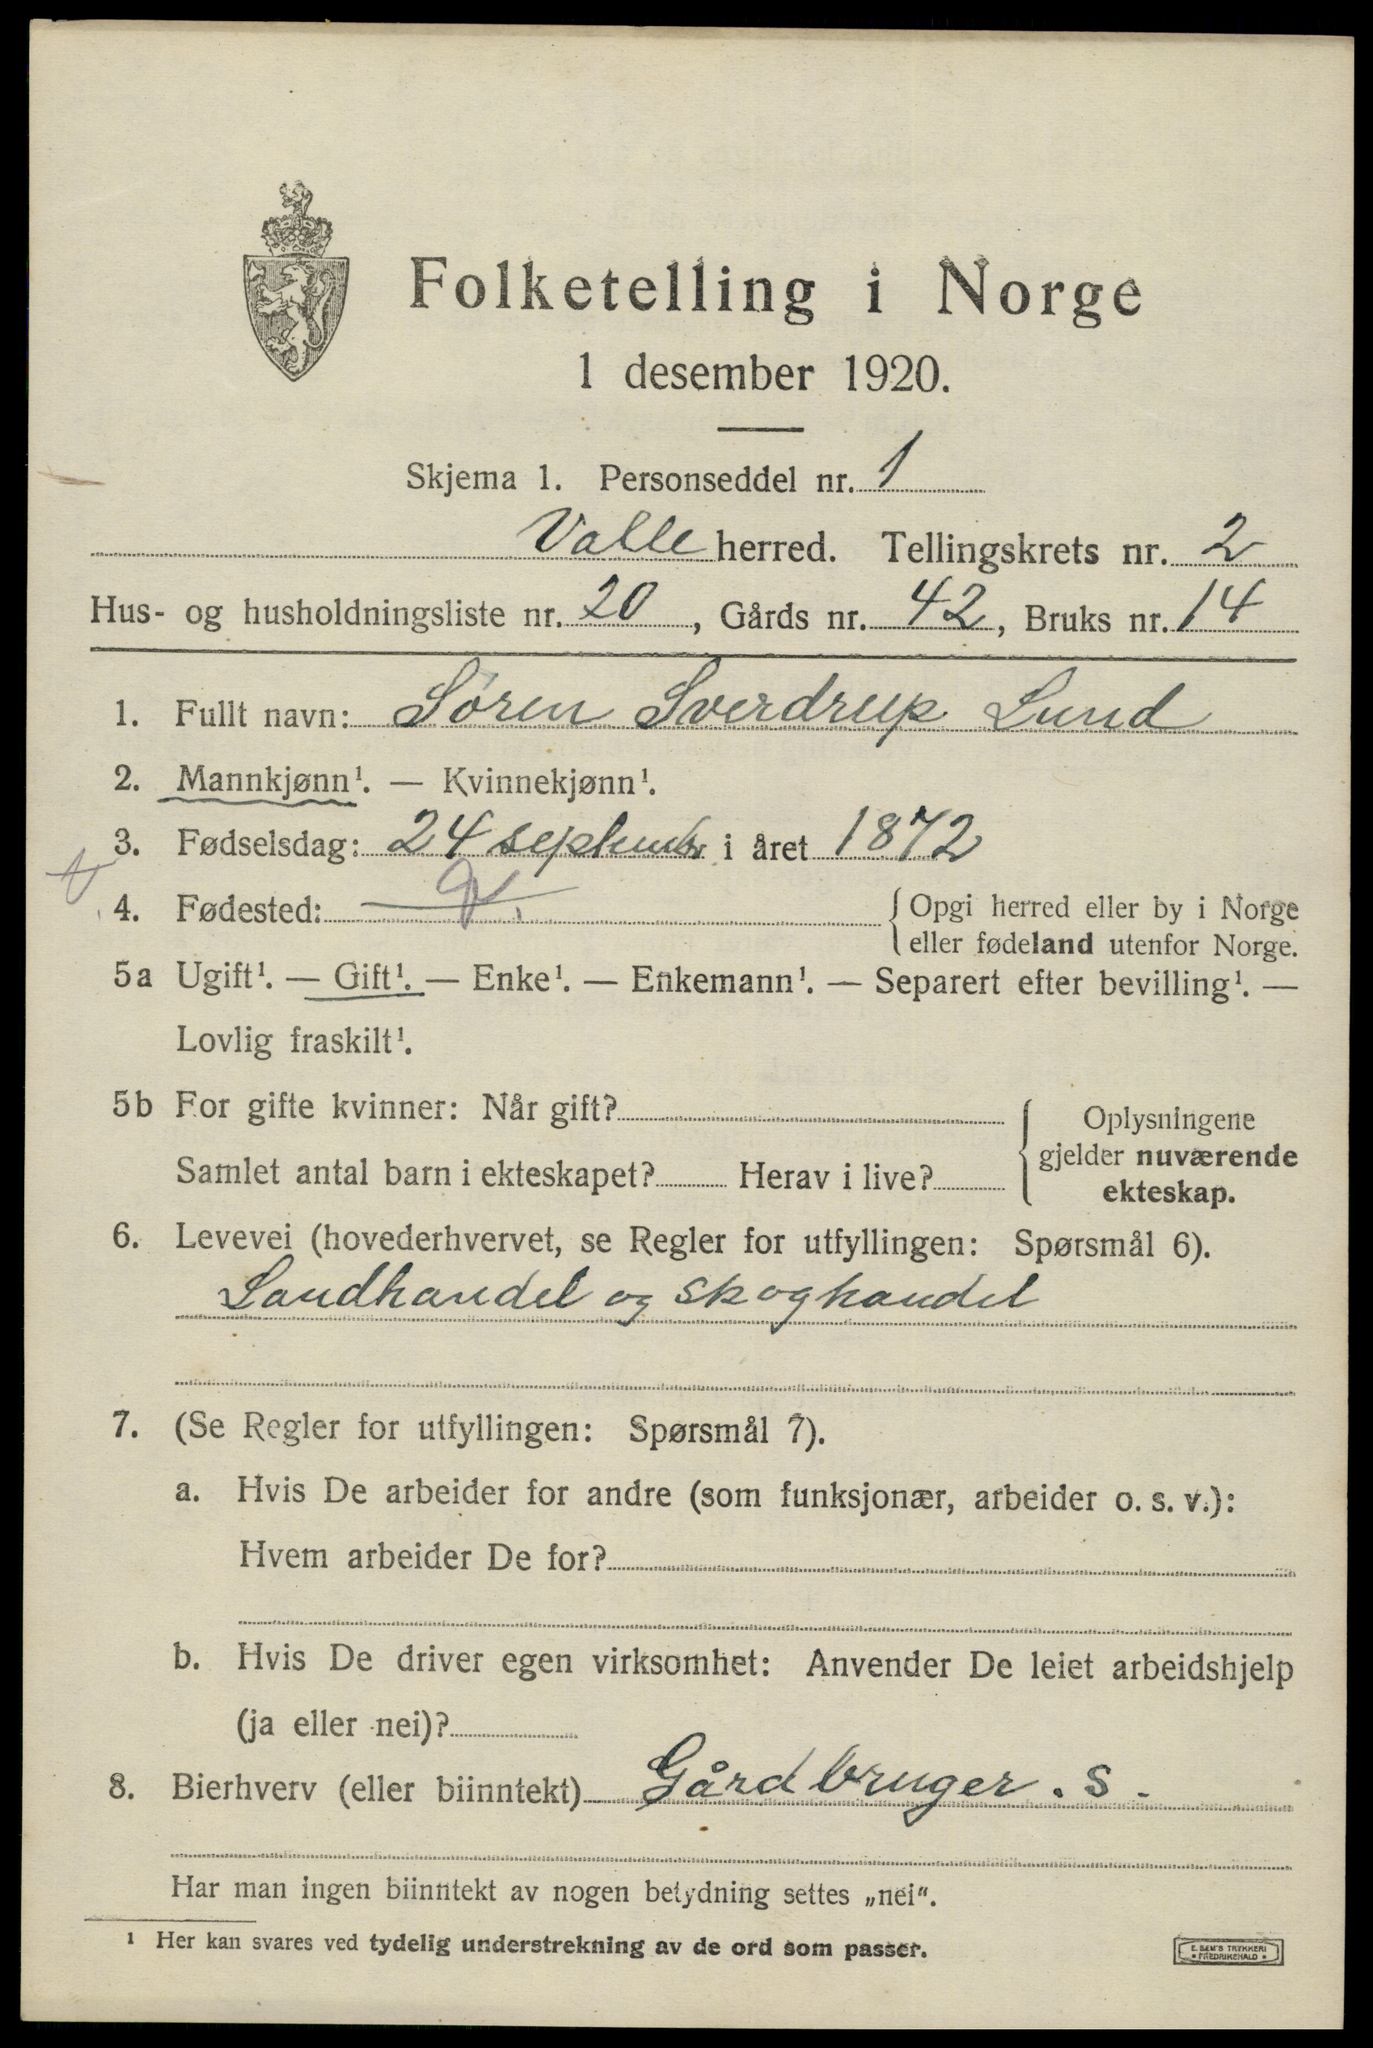 Folketelling i Norge
1 desember 1920.
Skjema 1. Personseddel nr. 1
Valle herred. Tellingskrets nr. 2
Hus- og husholdningsliste nr. 20, Gårds nr. 42, Bruks nr. 14
1. Fullt navn: Søren Sverdrup Lund
2. Mannkjønn¹. — Kvinnekjønn¹.
3. Fødselsdag: 24 september i året 1872
4. Fødested: { Opgi herred eller by i Norge
eller fødeland utenfor Norge.
5a Ugift¹. — Gift¹. — Enke¹. — Enkemann¹. — Separert efter bevilling¹. —
Lovlig fraskilt¹.
5b For gifte kvinner: Når gift? { Oplysningene
gjelder nuværende
Samlet antal barn i ekteskapet? Herav i live? ekteskap.
6. Levevei (hovederhvervet, se Regler for utfyllingen: Spørsmål 6).
Landhandel og skoghandel
7. (Se Regler for utfyllingen: Spørsmål 7).
a. Hvis De arbeider for andre (som funksjonær, arbeider o. s. v.):
Hvem arbeider De for?
b. Hvis De driver egen virksomhet: Anvender De leiet arbeidshjelp
(ja eller nei)?
8. Bierhverv (eller biinntekt) Gårdbruger . S .
Har man ingen biinntekt av nogen betydning settes „nei“.
¹ Her kan svares ved tydelig understrekning av de ord som passer.
E. SEM'S TRYKKERI
• FREDRIKSHALD •